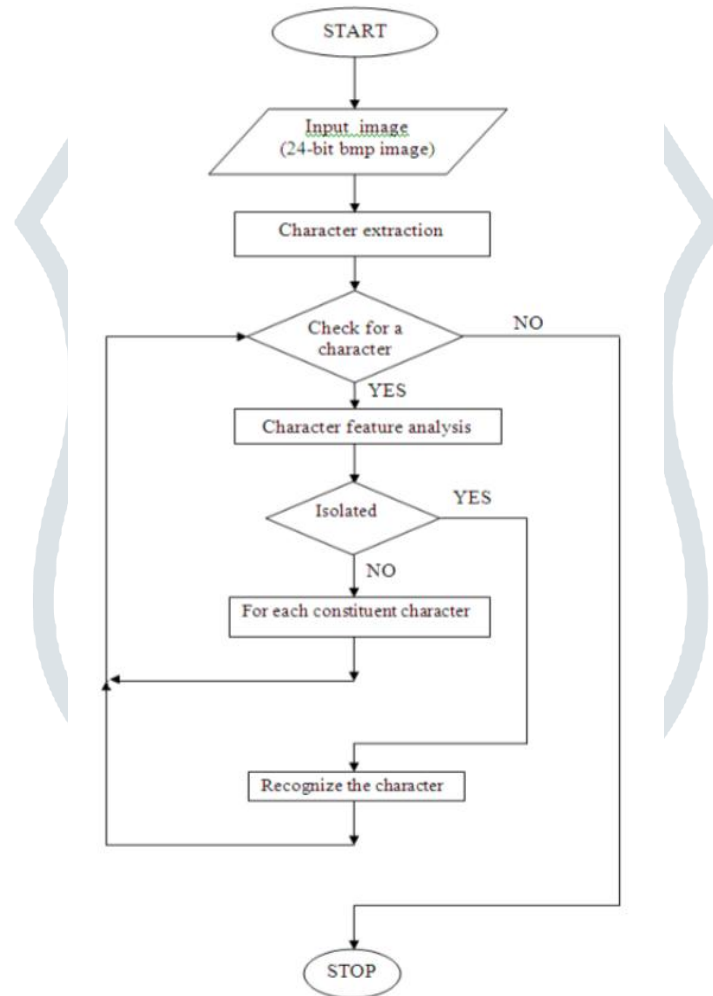 START
Input image
(24-bit bmp image)
Character extraction
Check for a
character
NO
YES
Character feature analysis
Isolated
YES
NO
For each constituent character
Recognize the character
STOP